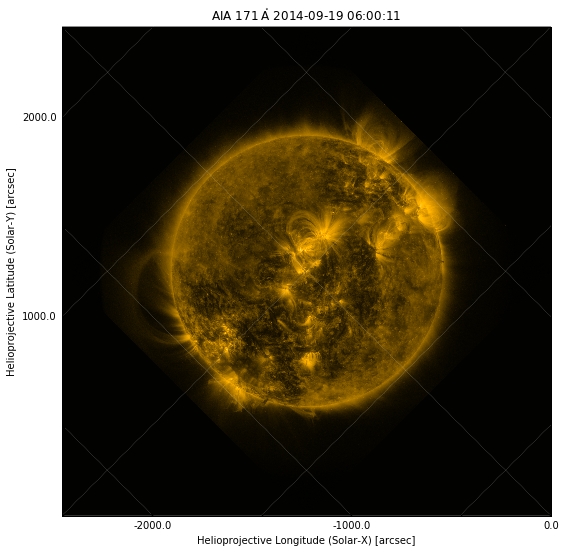 AIA 171 Å 2014-09-19 06:00:11
2000.0
1000.0
Helioprojective Latitude (Solar-Y) [arcsec]
-2000.0
-1000.0
0.0
Helioprojective Longitude (Solar-X) [arcsec]